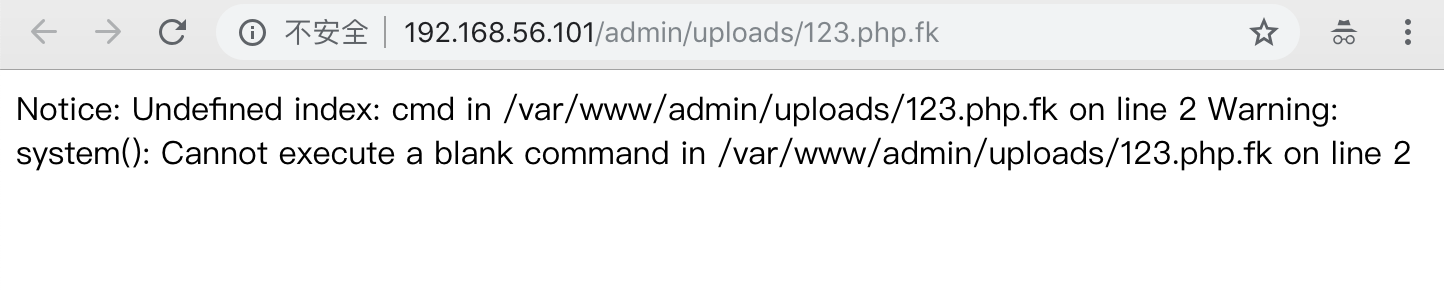 不安全 192.168.56.101/admin/uploads/123.php.fk
Notice: Undefined index: cmd in /var/www/admin/uploads/123.php.fk on line 2 Warning:
system(): Cannot execute a blank command in /var/www/admin/uploads/123.php.fk on line 2